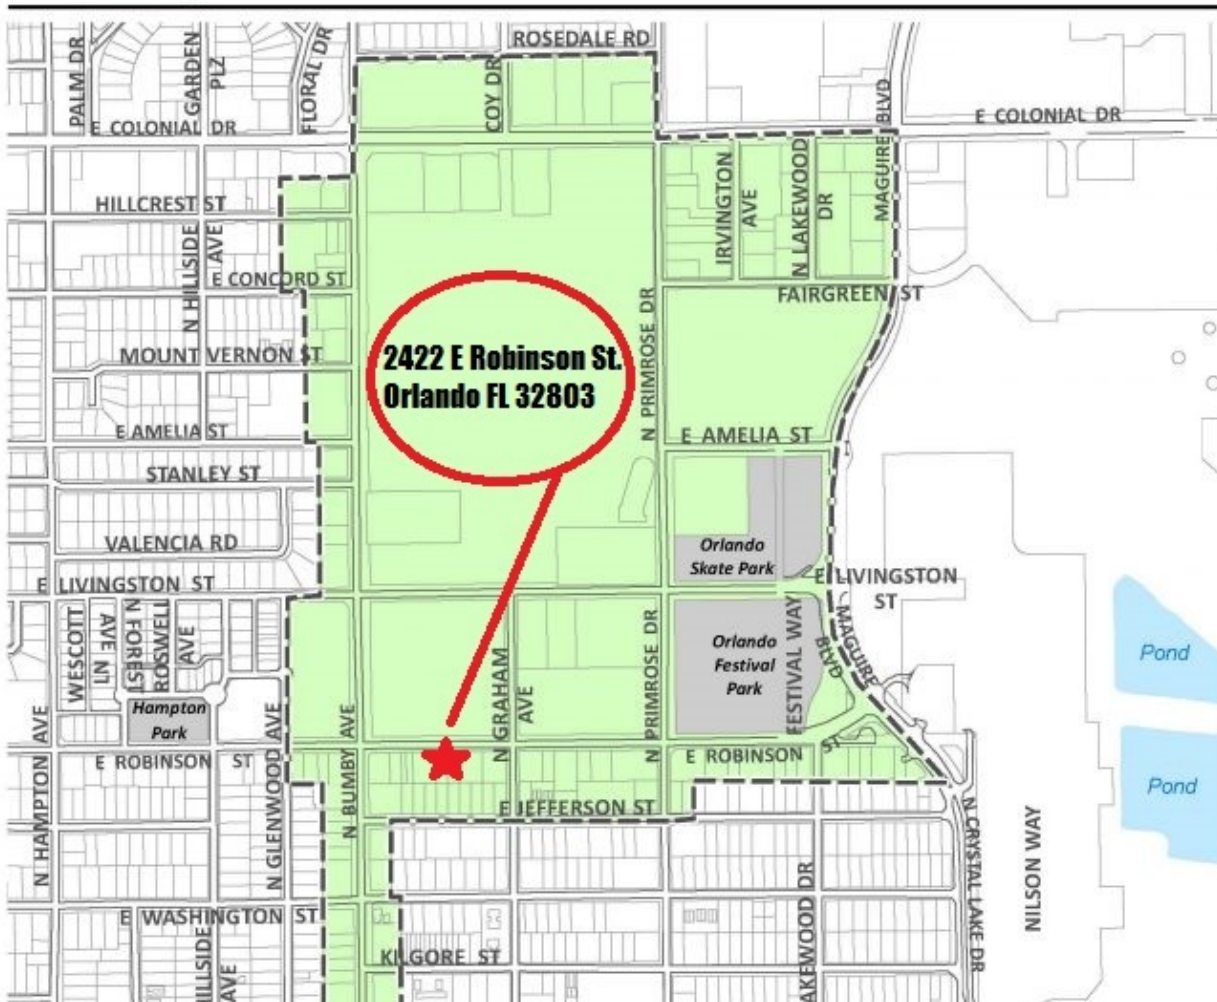 ROSEDALE RD
PALM DR
GARDEN
PLZ
FLORAL DR
COY DR
BLVD
E COLONIAL DR
E COLONIAL DR
MAGUIRE
IRVINGTON
AVE
N LAKEWOOD
DR
HILLCREST ST
N HILLSIDE
AVE
E CONCORD ST
FAIRGREEN ST
N PRIMROSE DR
MOUNT VERNON ST
2422 E Robinson St.
Orlando FL 32803
E AMELIA ST
E AMELIA ST
STANLEY ST
VALENCIA RD
Orlando
Skate Park
E LIVINGSTON ST
E LIVINGSTON
ST
WESCOTT
AVE
LN
N FOREST
ROSWELL
AVE
Orlando
Festival
Park
FESTIVAL WAY
MAGUIRE
BLVD
Pond
N GRAHAM
AVE
N PRIMROSE DR
Hampton
Park
N HAMPTON AVE
E ROBINSON ST
N GLENWOOD AVE
N BUMBY AVE
E ROBINSON
ST
Pond
E JEFFERSON ST
N CRYSTAL LAKE DR
NILSON WAY
E WASHINGTON ST
HILLSIDE
AVE
KILGORE ST
AKEWOOD DR